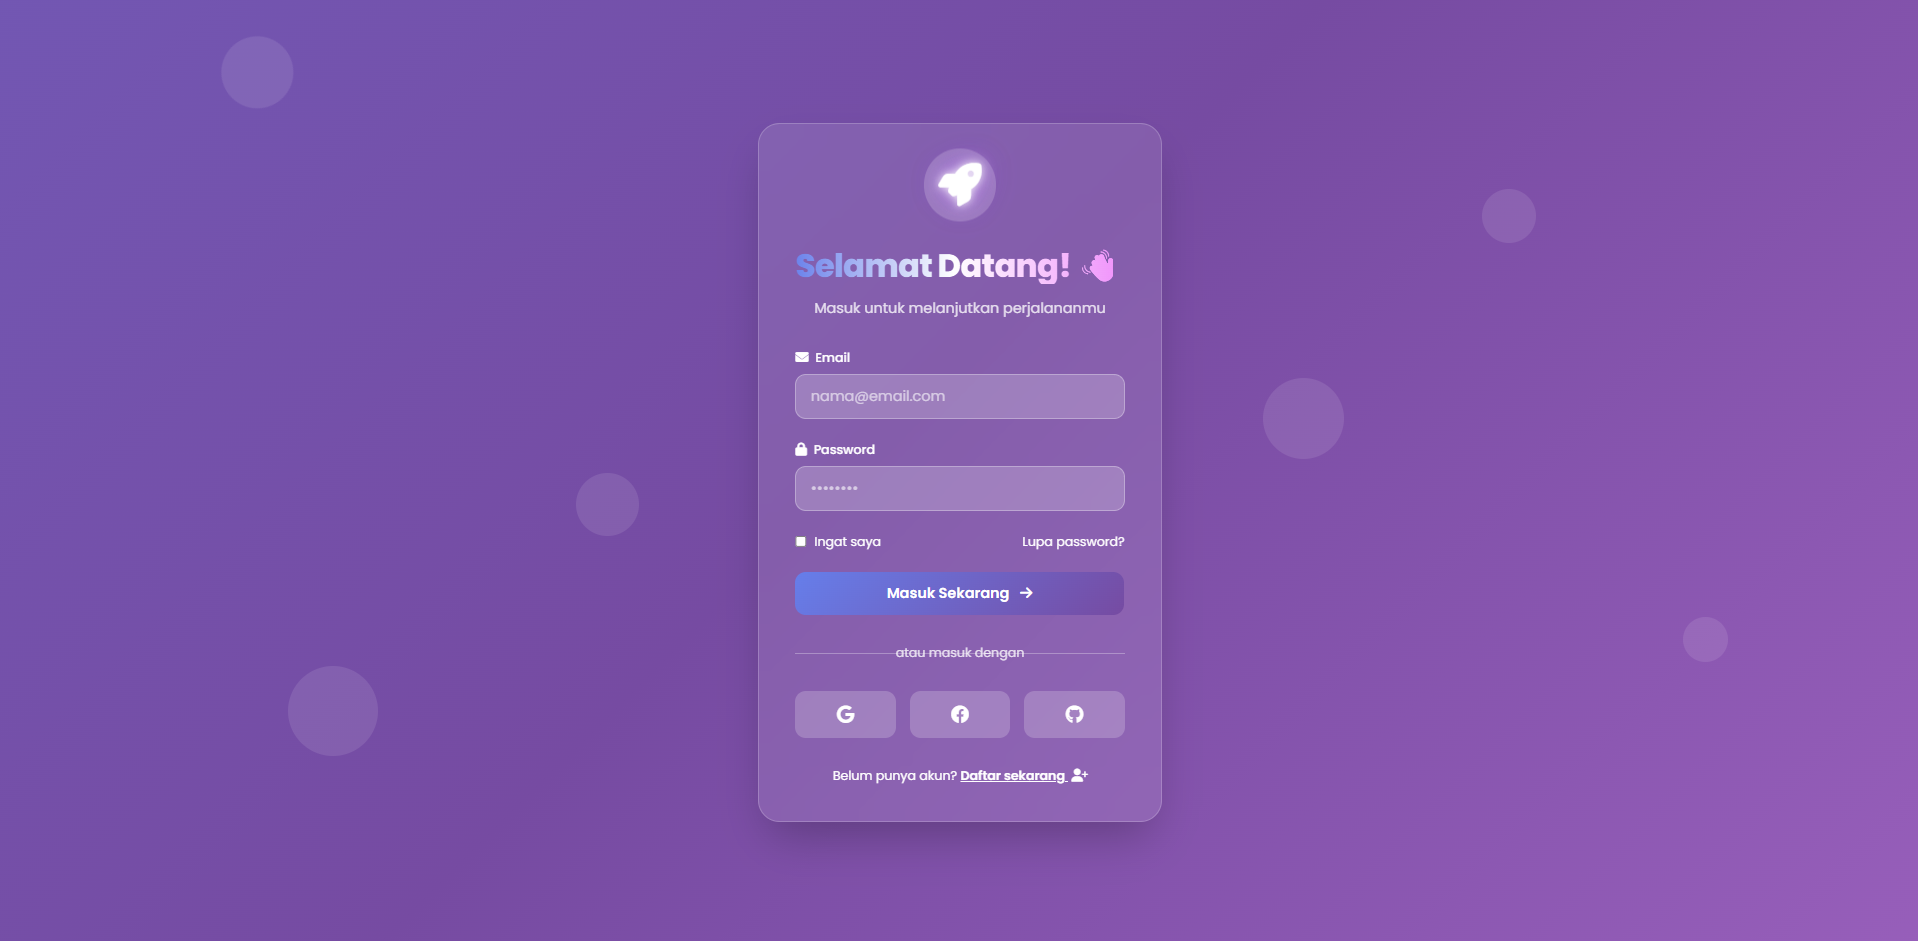 Selamat Datang! 👋
Masuk untuk melanjutkan perjalananmu
Email
nama@email.com
Password
••••••••
Ingat saya
Lupa password?
Masuk Sekarang →
atau masuk dengan
Belum punya akun? Daftar sekarang